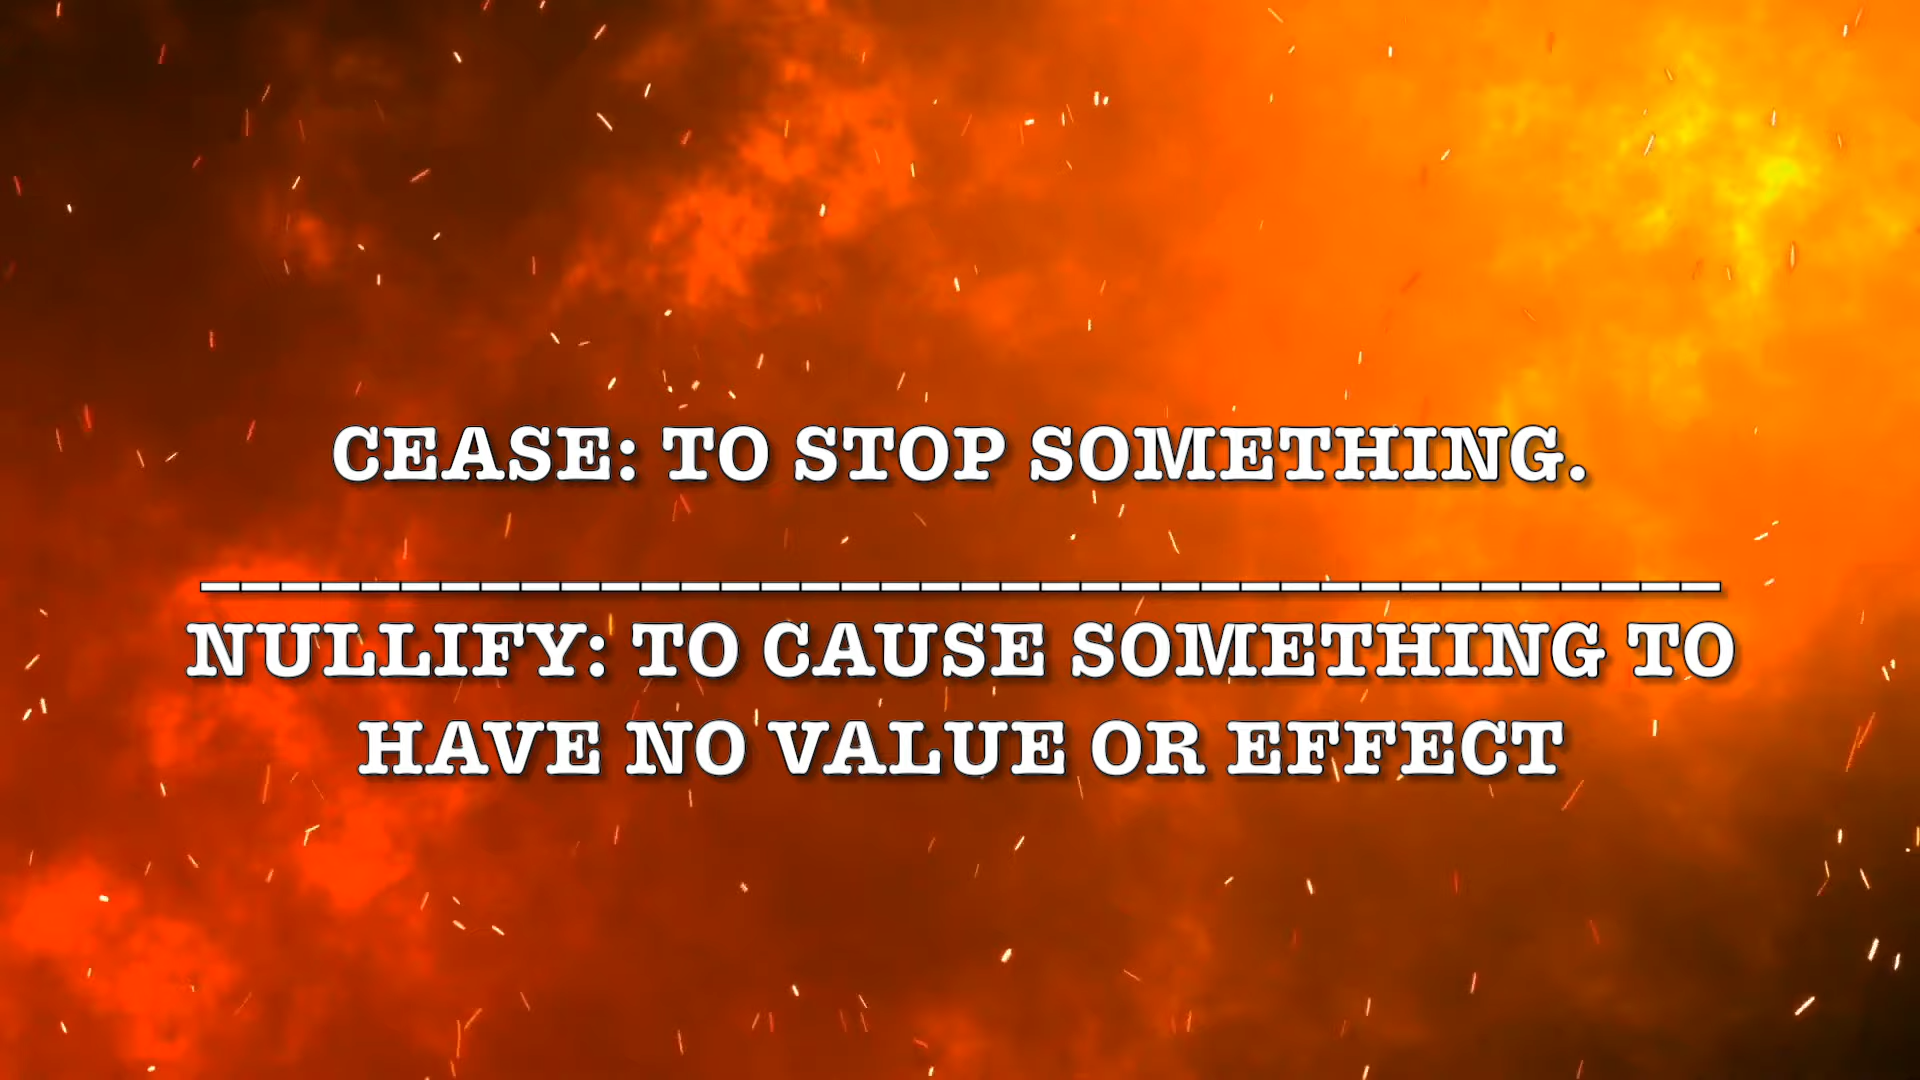 CEASE: TO STOP SOMETHING.
NULLIFY: TO CAUSE SOMETHING TO
HAVE NO VALUE OR EFFECT